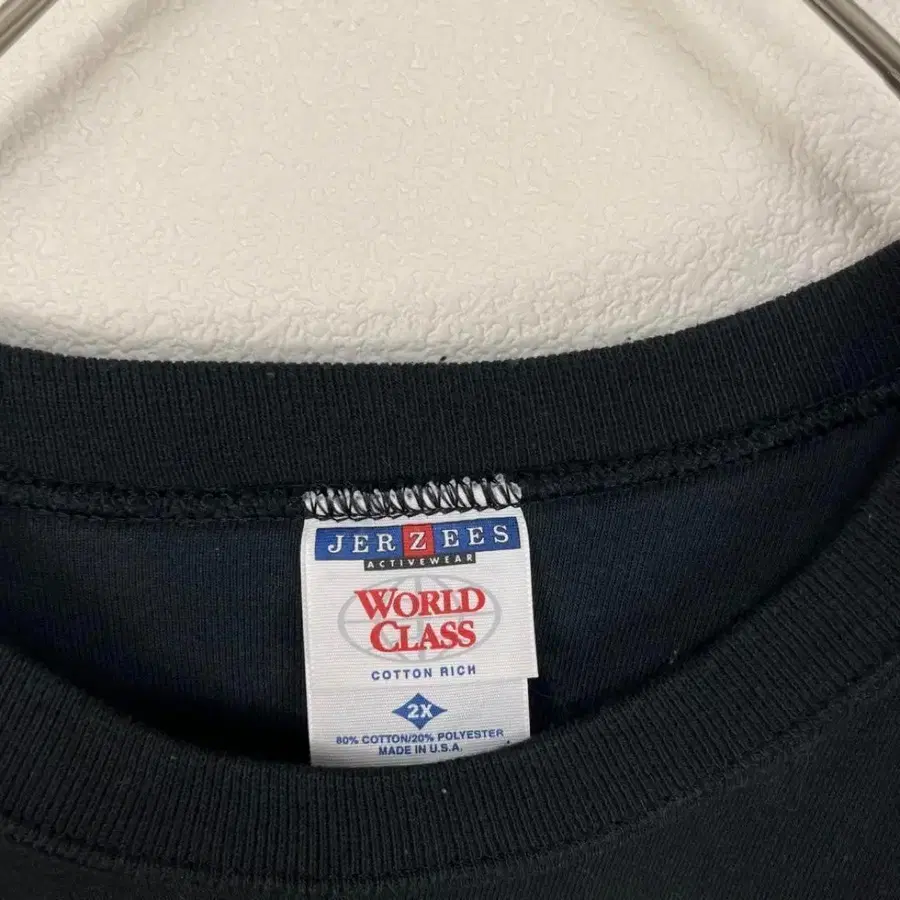 JERZEES
ACTIVEWEAR
WORLD
CLASS
COTTON RICH
2X
80% COTTON/20% POLYESTER
MADE IN U.S.A.